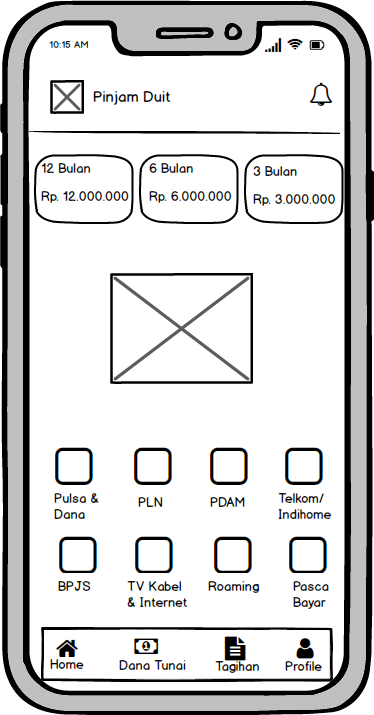 10:15 AM
Pinjam Duit
12 Bulan
Rp. 12.000.000
6 Bulan
Rp. 6.000.000
3 Bulan
Rp. 3.000.000
Pulsa &
Dana
PLN
PDAM
Telkom/
Indihome
BPJS
TV Kabel
& Internet
Roaming
Pasca
Bayar
1
Home
Dana Tunai
Tagihan
Profile